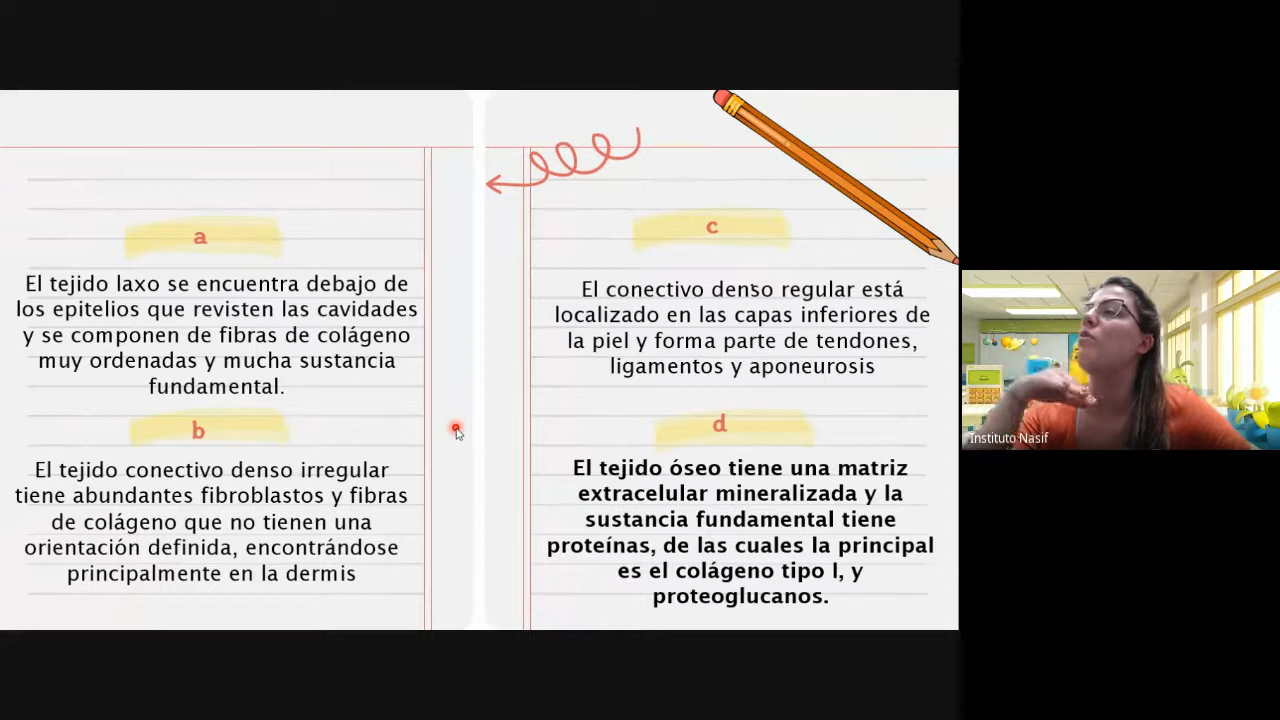 a
El tejido laxo se encuentra debajo de
los epitelios que revisten las cavidades
y se componen de fibras de colágeno
muy ordenadas y mucha sustancia
fundamental.
b
El tejido conectivo denso irregular
tiene abundantes fibroblastos y fibras
de colágeno que no tienen una
orientación definida, encontrándose
principalmente en la dermis
c
El conectivo denso regular está
localizado en las capas inferiores de
la piel y forma parte de tendones,
ligamentos y aponeurosis
d
El tejido óseo tiene una matriz
extracelular mineralizada y la
sustancia fundamental tiene
proteínas, de las cuales la principal
es el colágeno tipo I, y
proteoglucanos.
Instituto Nasif